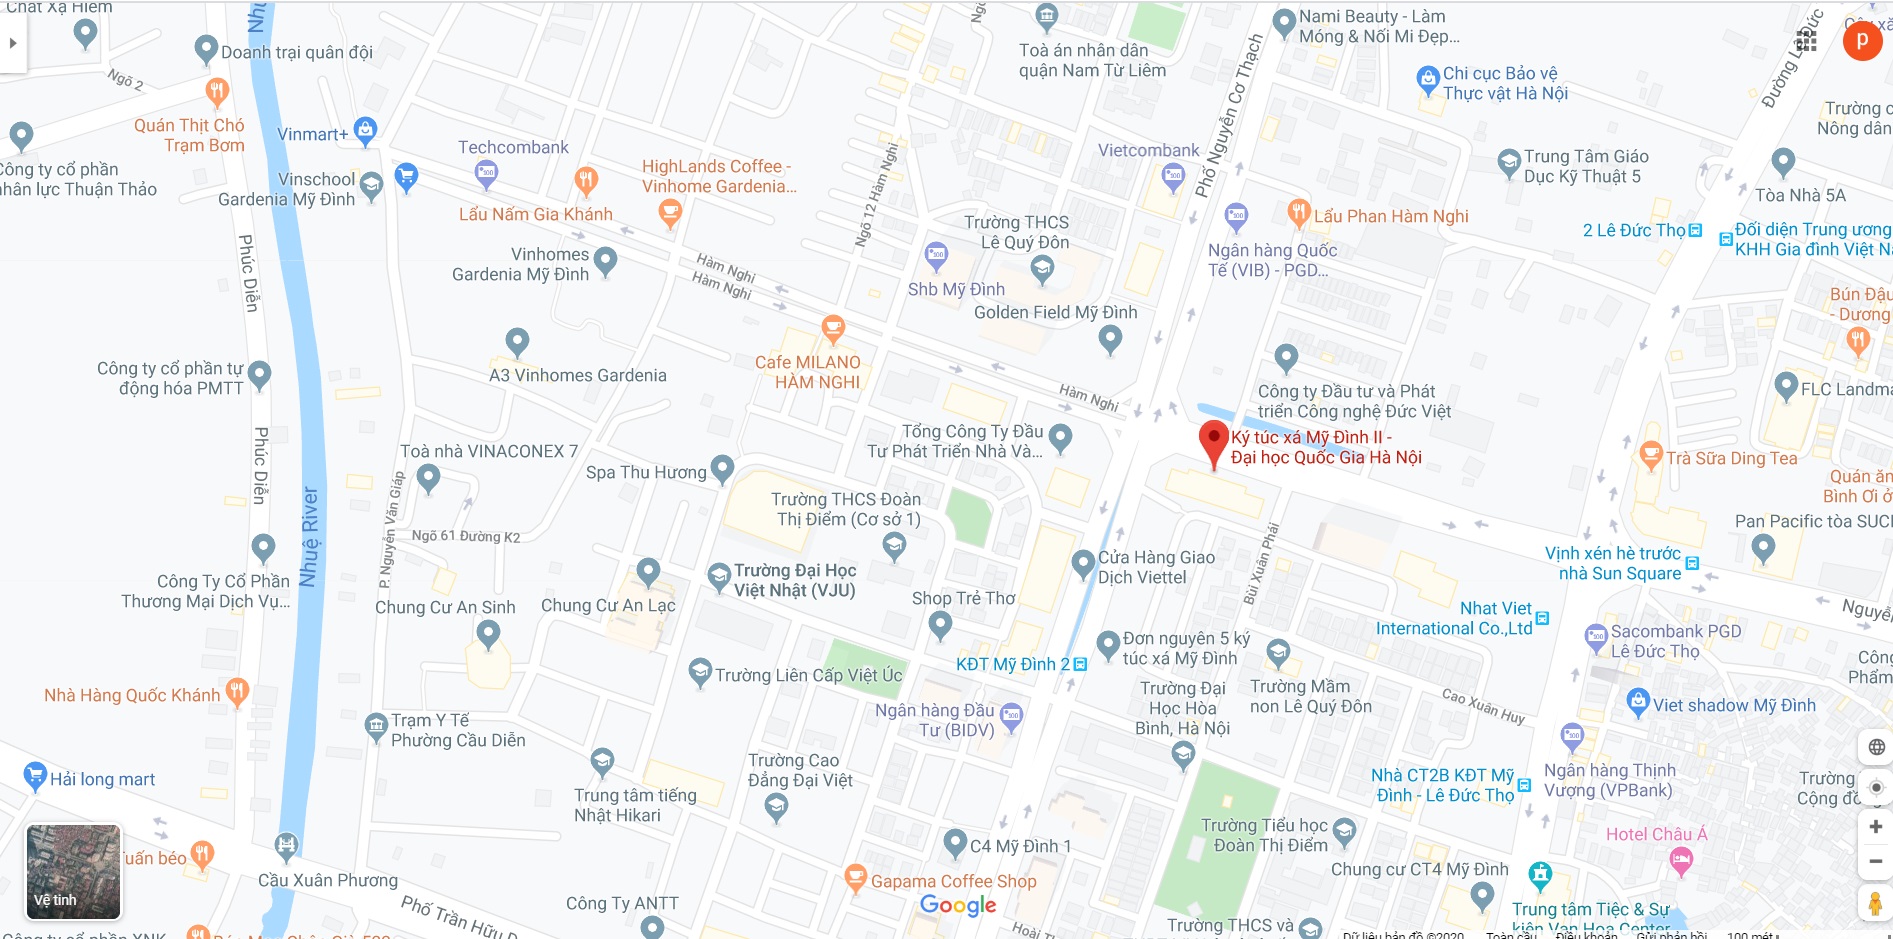 Chất Xạ Hiếm
Doanh trại quân đội
Ngõ 2
Quán Thịt Chó
Trạm Bơm
Công ty cổ phần
nhân lực Thuận Thảo
Vinmart+
Vinschool
Gardenia Mỹ Đình
Techcombank
Lẩu Nấm Gia Khánh
HighLands Coffee -
Vinhome Gardenia...
Vinhomes
Gardenia Mỹ Đình
Ngõ 12 Hàm Nghi
Toà án nhân dân
quận Nam Từ Liêm
Nami Beauty - Làm
Móng & Nối Mi Đẹp...
Phố Nguyễn Cơ Thạch
Chi cục Bảo vệ
Thực vật Hà Nội
Đường Lê Đức
p
Trường c
Nông dân
Vietcombank
Trung Tâm Giáo
Dục Kỹ Thuật 5
Tòa Nhà 5A
Trường THCS
Lê Quý Đôn
Lẩu Phan Hàm Nghi
2 Lê Đức Thọ
Đối diện Trung ương
KHH Gia đình Việt Na
Ngân hàng Quốc
Tế (VIB) - PGD...
Shb Mỹ Đình
Golden Field Mỹ Đình
Phúc Diễn
Hàm Nghi
Hàm Nghi
Bún Đậu
- Dương
Công ty cổ phần tự
động hóa PMTT
A3 Vinhomes Gardenia
Cafe MILANO
HÀM NGHI
Hàm Nghi
Công ty Đầu tư và Phát
triển Công nghệ Đức Việt
FLC Landma
Phúc Diễn
Toà nhà VINACONEX 7
Spa Thu Hương
Tổng Công Ty Đầu
Tư Phát Triển Nhà Và...
Ký túc xá Mỹ Đình II -
Đại học Quốc Gia Hà Nội
Trà Sữa Ding Tea
Quán ăn
Bình Ơi ở
Nhuệ River
P. Nguyễn Văn Giáp
Ngõ 61 Đường K2
Trường THCS Đoàn
Thị Điểm (Cơ sở 1)
Bùi Xuân Phái
Pan Pacific tòa SUC
Công Ty Cổ Phần
Thương Mại Dịch Vụ...
Chung Cư An Sinh
Chung Cư An Lạc
Trường Đại Học
Việt Nhật (VJU)
Cửa Hàng Giao
Dịch Viettel
Shop Trẻ Thơ
Vịnh xén hè trước
nhà Sun Square
Nguyễ
Nhat Viet
International Co.,Ltd
Sacombank PGD
Lê Đức Thọ
Đơn nguyên 5 ký
túc xá Mỹ Đình
KĐT Mỹ Đình 2
Trường Liên Cấp Việt Úc
Trường Đại
Học Hòa
Bình, Hà Nội
Trường Mầm
non Lê Quý Đôn
Cao Xuân Huy
Viet shadow Mỹ Đình
Công
Phẩm
Nhà Hàng Quốc Khánh
Trạm Y Tế
Phường Cầu Diễn
Ngân hàng Đầu
Tư (BIDV)
Hải long mart
Trung tâm tiếng
Nhật Hikari
Trường Cao
Đẳng Đại Việt
Nhà CT2B KĐT Mỹ
Đình - Lê Đức Thọ
Ngân hàng Thịnh
Vượng (VPBank)
Trường
Cộng đồ
Tuấn béo
Vệ tinh
Cầu Xuân Phương
C4 Mỹ Đình 1
Trường Tiểu học
Đoàn Thị Điểm
Hotel Châu Á
Chung cư CT4 Mỹ Đình
Gapama Coffee Shop
Google
Công Ty ANTT
Phố Trần Hữu D
Hoài T
Trường THCS và
Trung tâm Tiệc & Sự
kiện Vạn Hoa Center
Công ty cổ phần XNK
Dữ liệu bản đồ ©2020
Toàn cầu
Điều khoản
Gửi phản hồi
100 mét